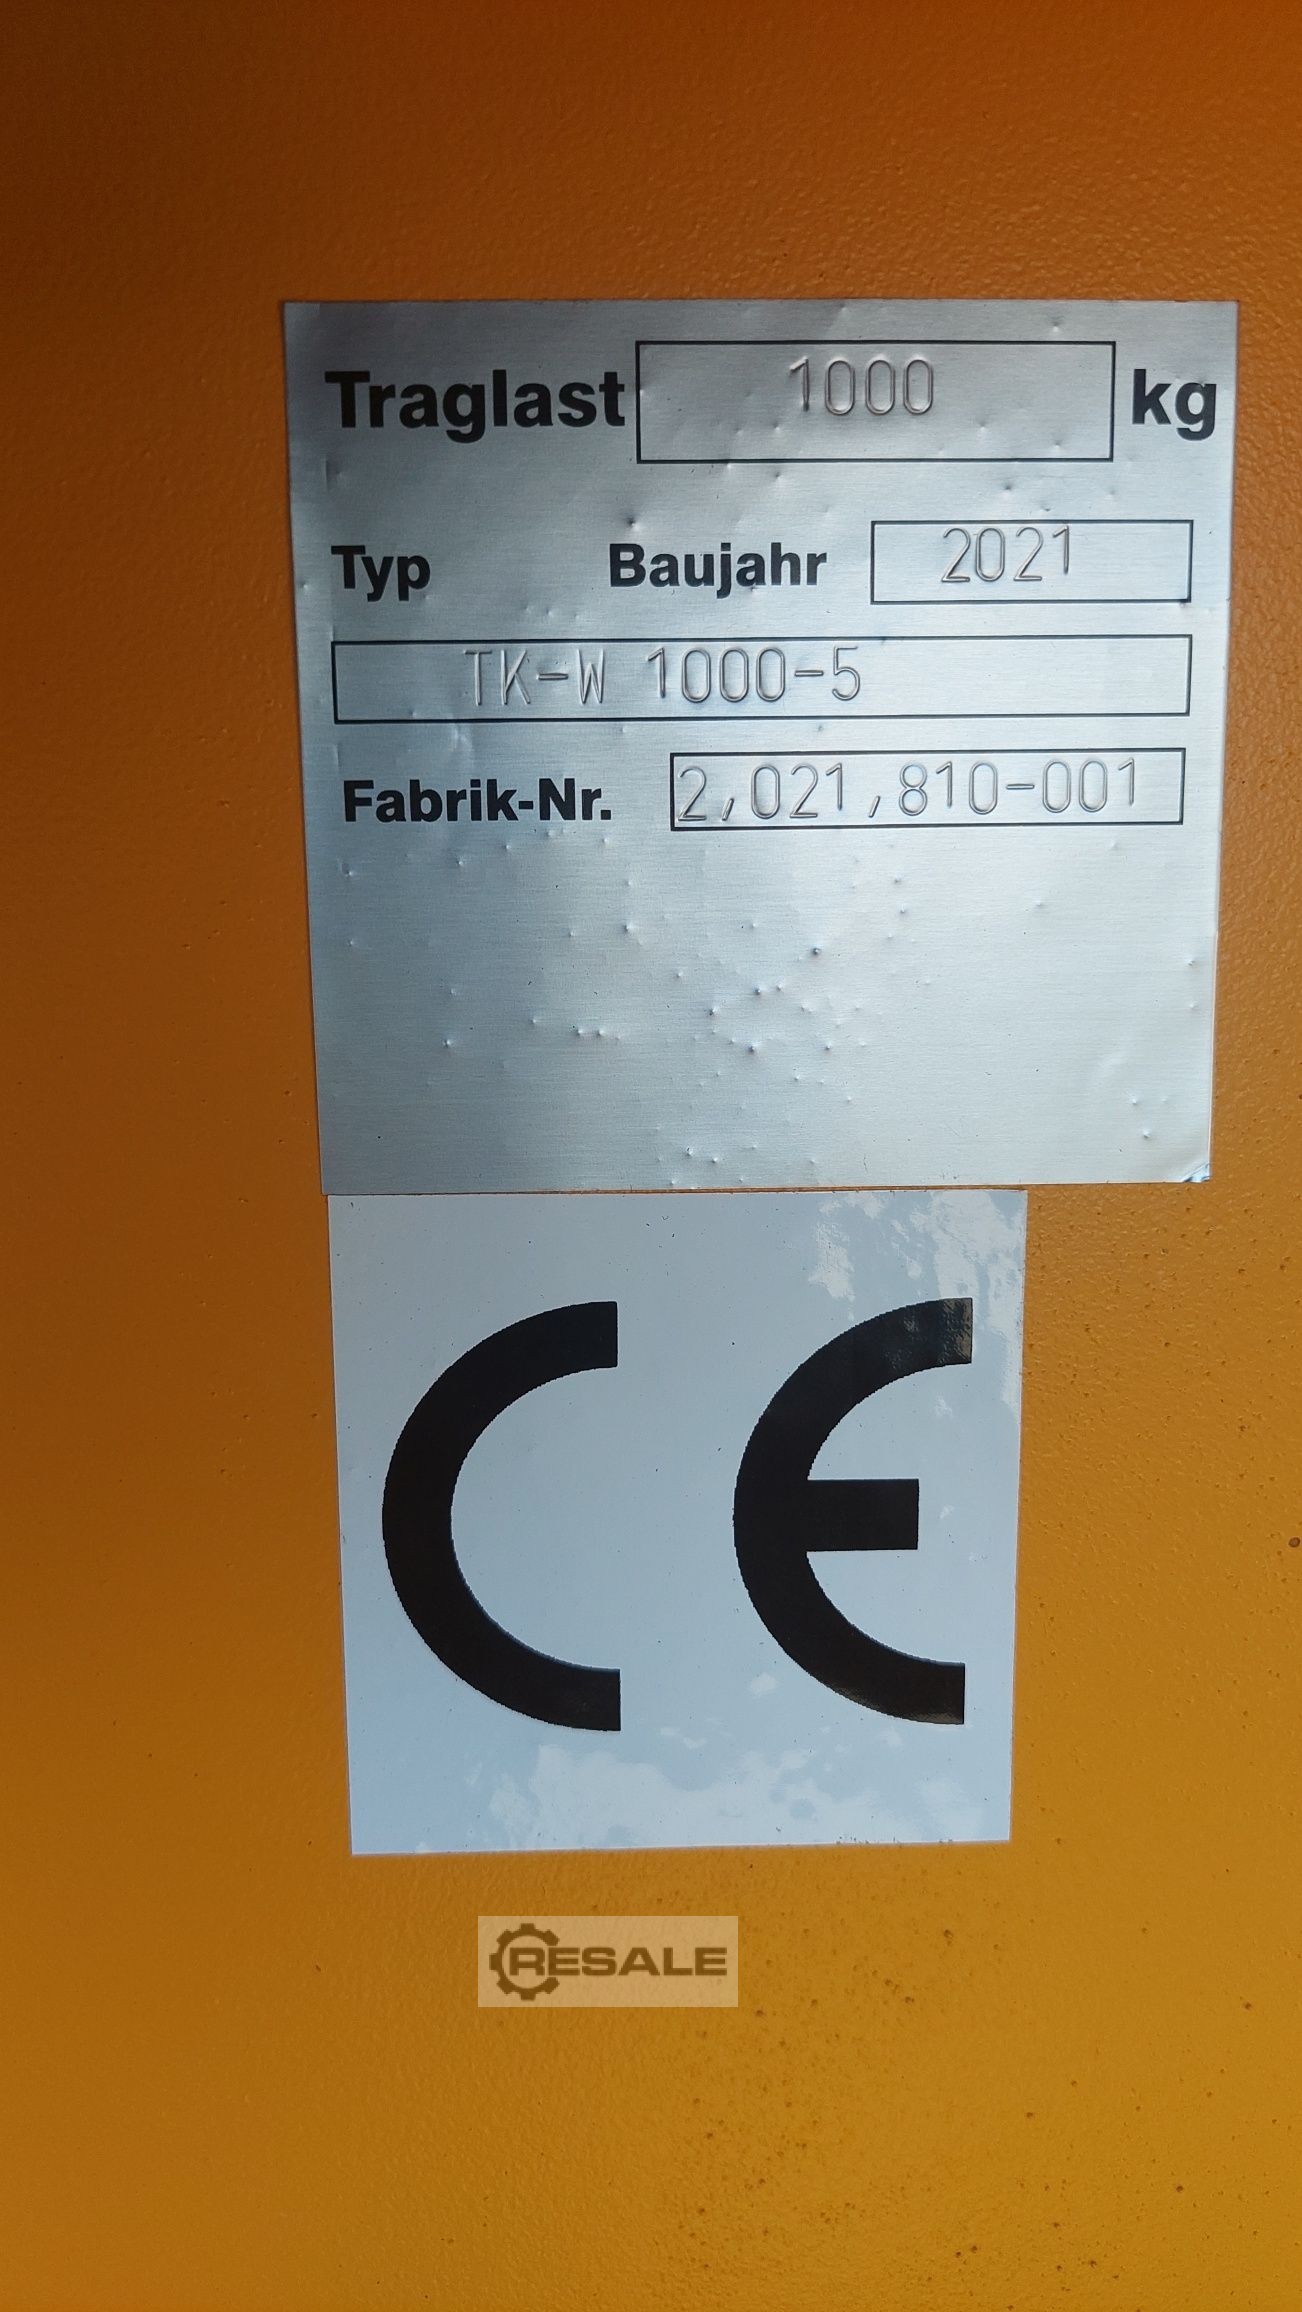 Traglast 1000 kg
Typ Baujahr 2021
TK-W 1000-5
Fabrik-Nr. 2,021,810-001
CE
RESALE